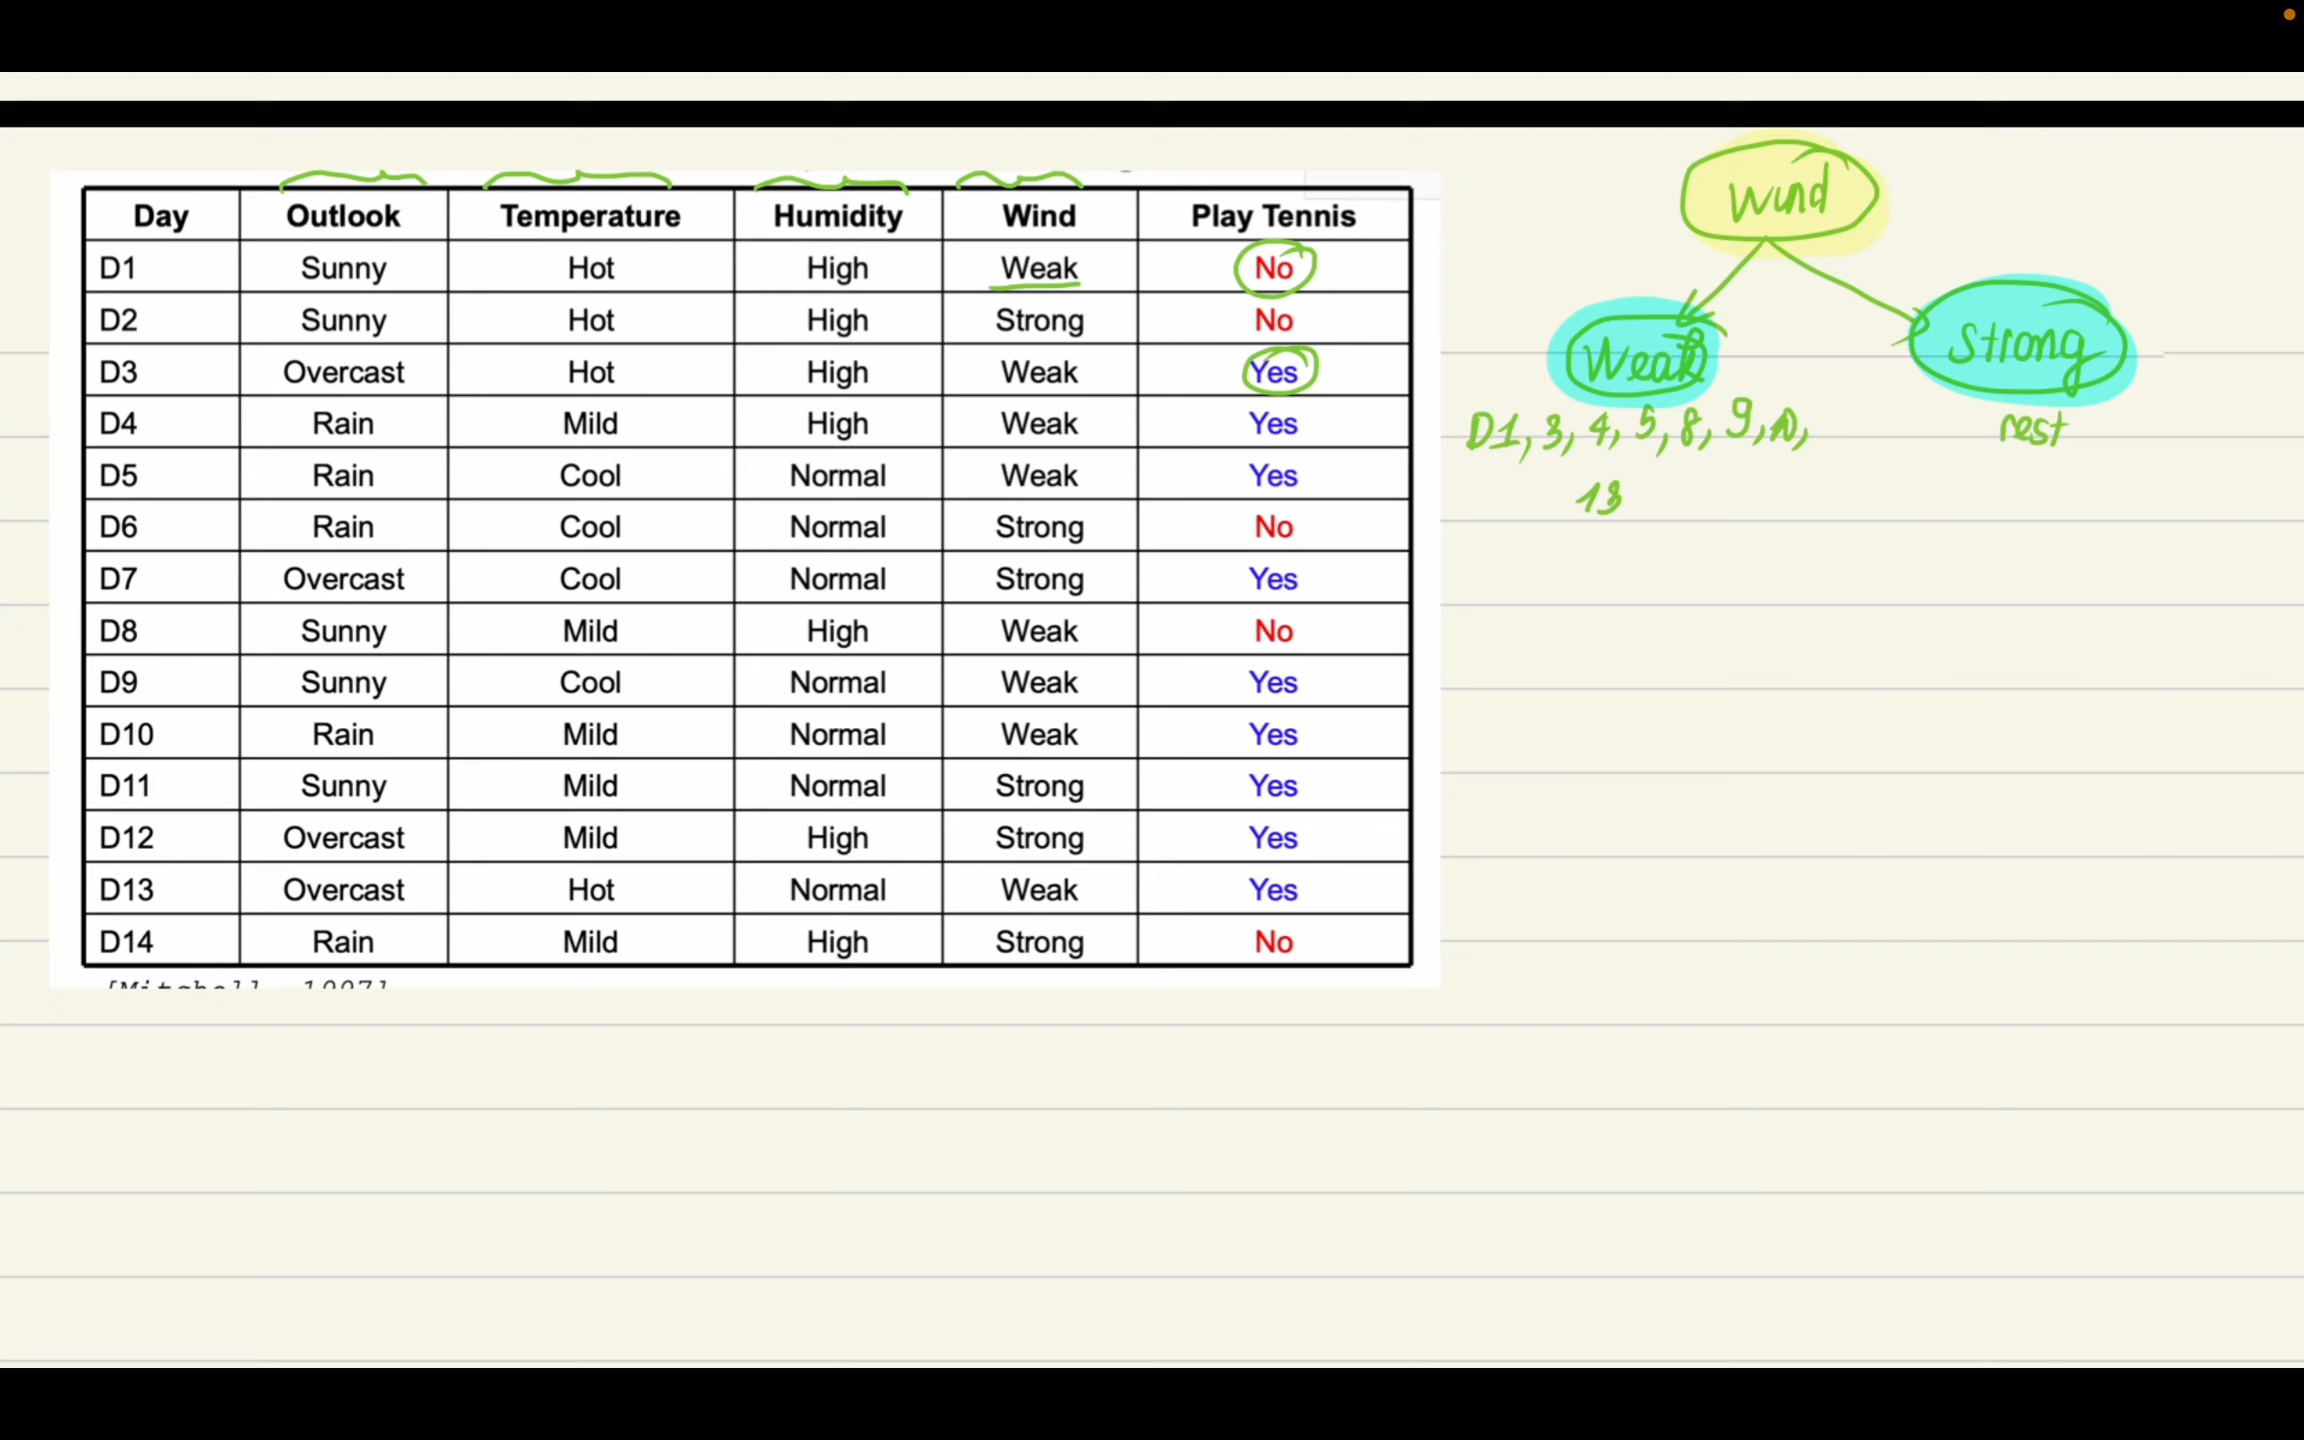 Day Outlook Temperature Humidity Wind Play Tennis
D1 Sunny Hot High Weak No
D2 Sunny Hot High Strong No
D3 Overcast Hot High Weak Yes
D4 Rain Mild High Weak Yes
D5 Rain Cool Normal Weak Yes
D6 Rain Cool Normal Strong No
D7 Overcast Cool Normal Strong Yes
D8 Sunny Mild High Weak No
D9 Sunny Cool Normal Weak Yes
D10 Rain Mild Normal Weak Yes
D11 Sunny Mild Normal Strong Yes
D12 Overcast Mild High Strong Yes
D13 Overcast Hot Normal Weak Yes
D14 Rain Mild High Strong No
Wind
Weak Strong
D1, 3, 4, 5, 8, 9, 10, rest
13